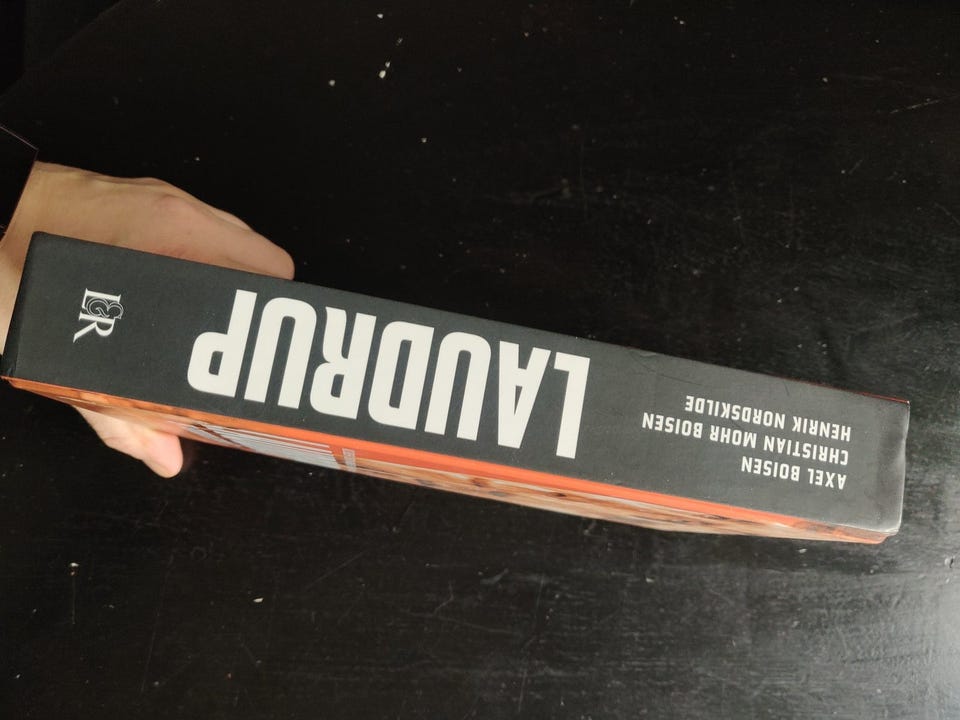 AXEL BOISEN
CHRISTIAN MOHR BOISEN
HENRIK NORDSKILDE
LAUDRUP
L&R